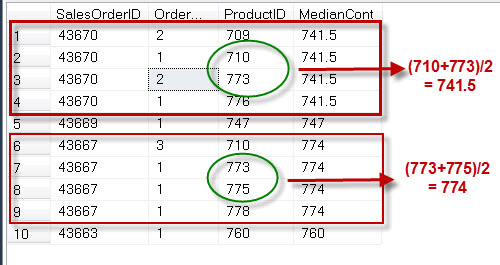 SalesOrderID Order... ProductID MedianCont
1 43670 2 709 741.5
2 43670 1 710 741.5
3 43670 2 773 741.5
4 43670 1 776 741.5
5 43669 1 747 747
6 43667 3 710 774
7 43667 1 773 774
8 43667 1 775 774
9 43667 1 778 774
10 43663 1 760 760
(710+773)/2
= 741.5
(773+775)/2
= 774